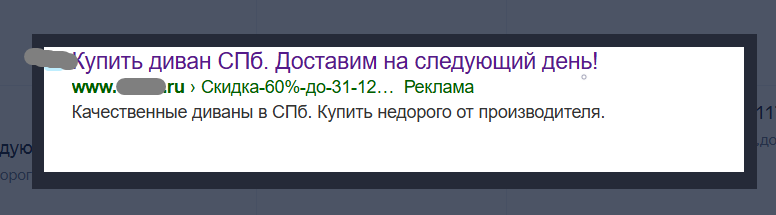 Купить диван СПб. Доставим на следующий день!
www. .ru › Скидка-60%-до-31-12… Реклама
Качественные диваны в СПб. Купить недорого от производителя.